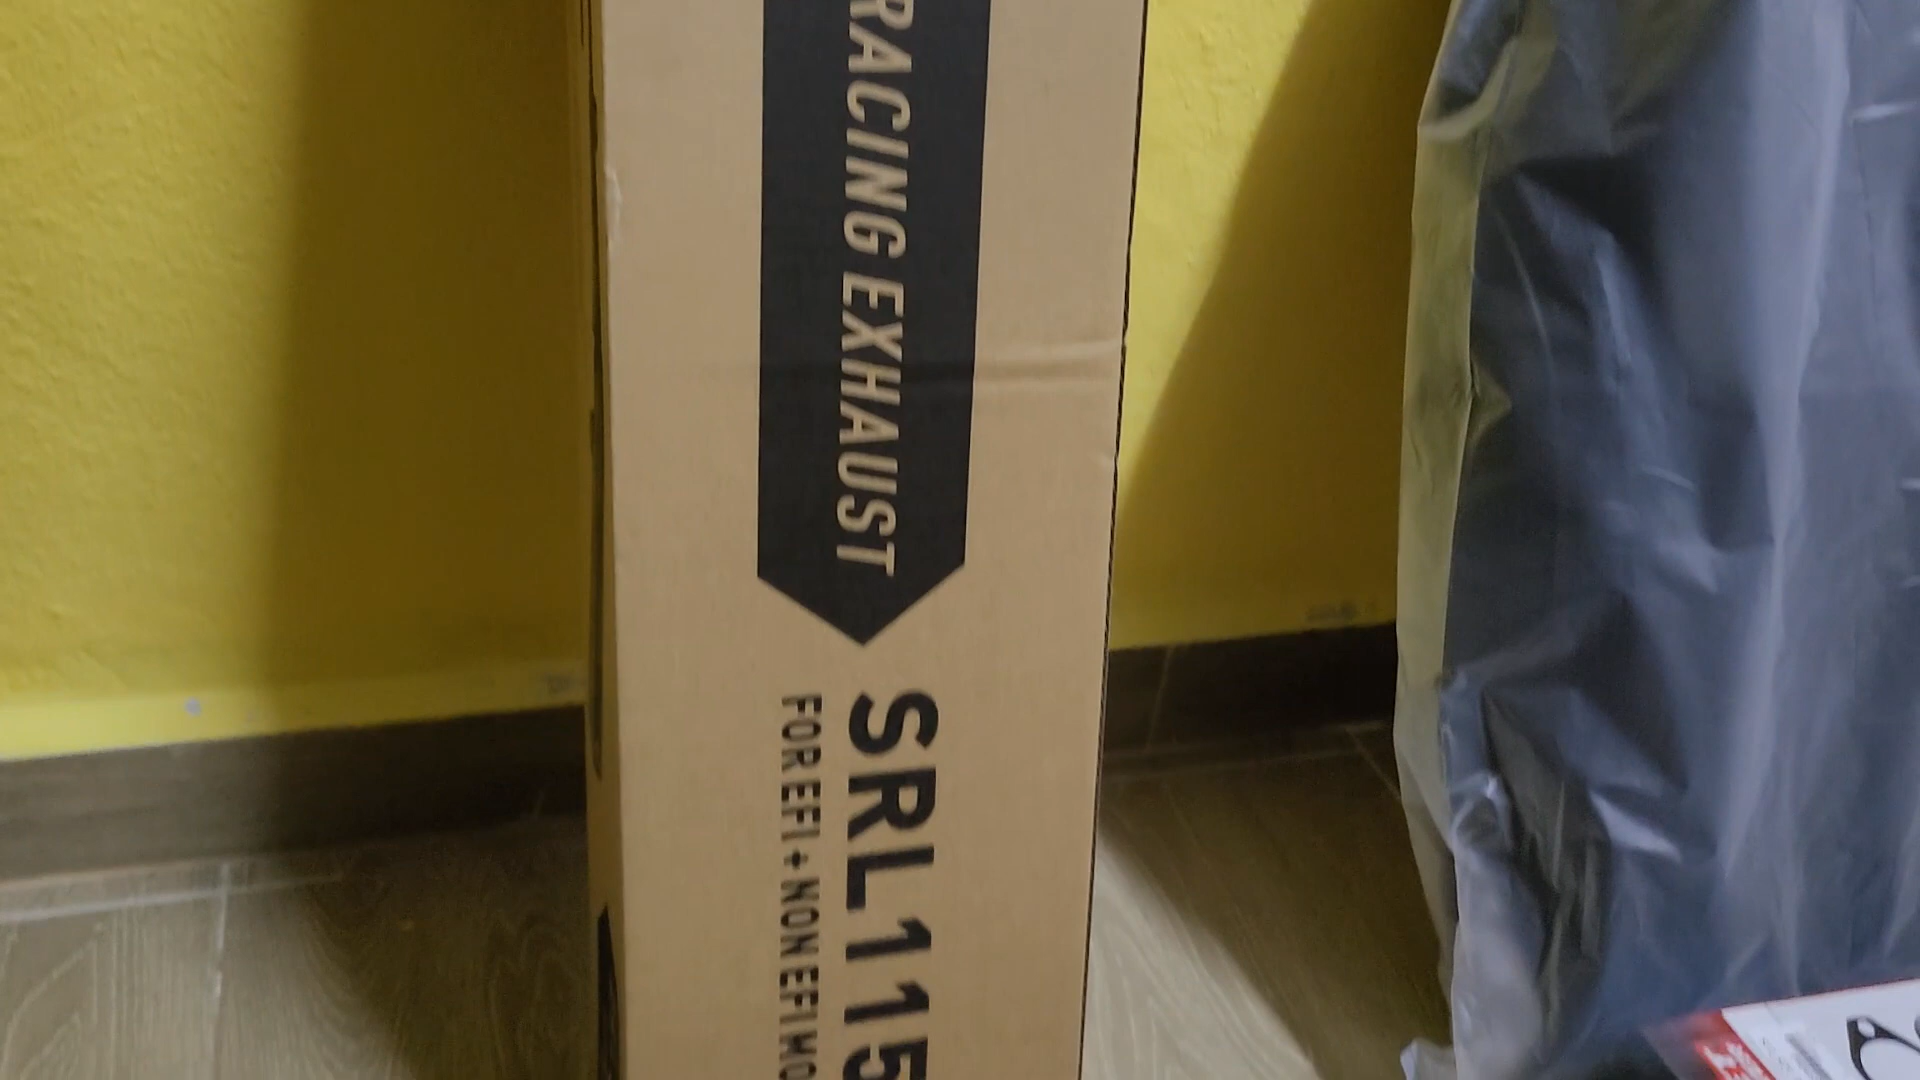 RACING EXHAUST
SRL115
FOR EFI + NON EFI MO